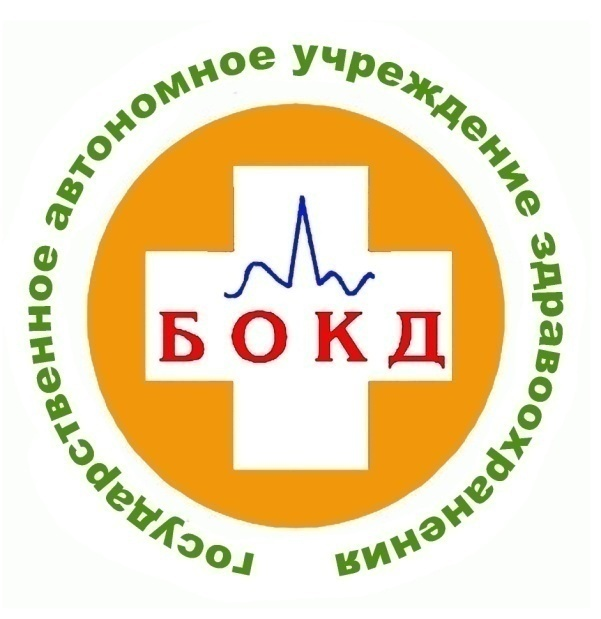 государственное автономное учреждение здравоохранения
БОКД